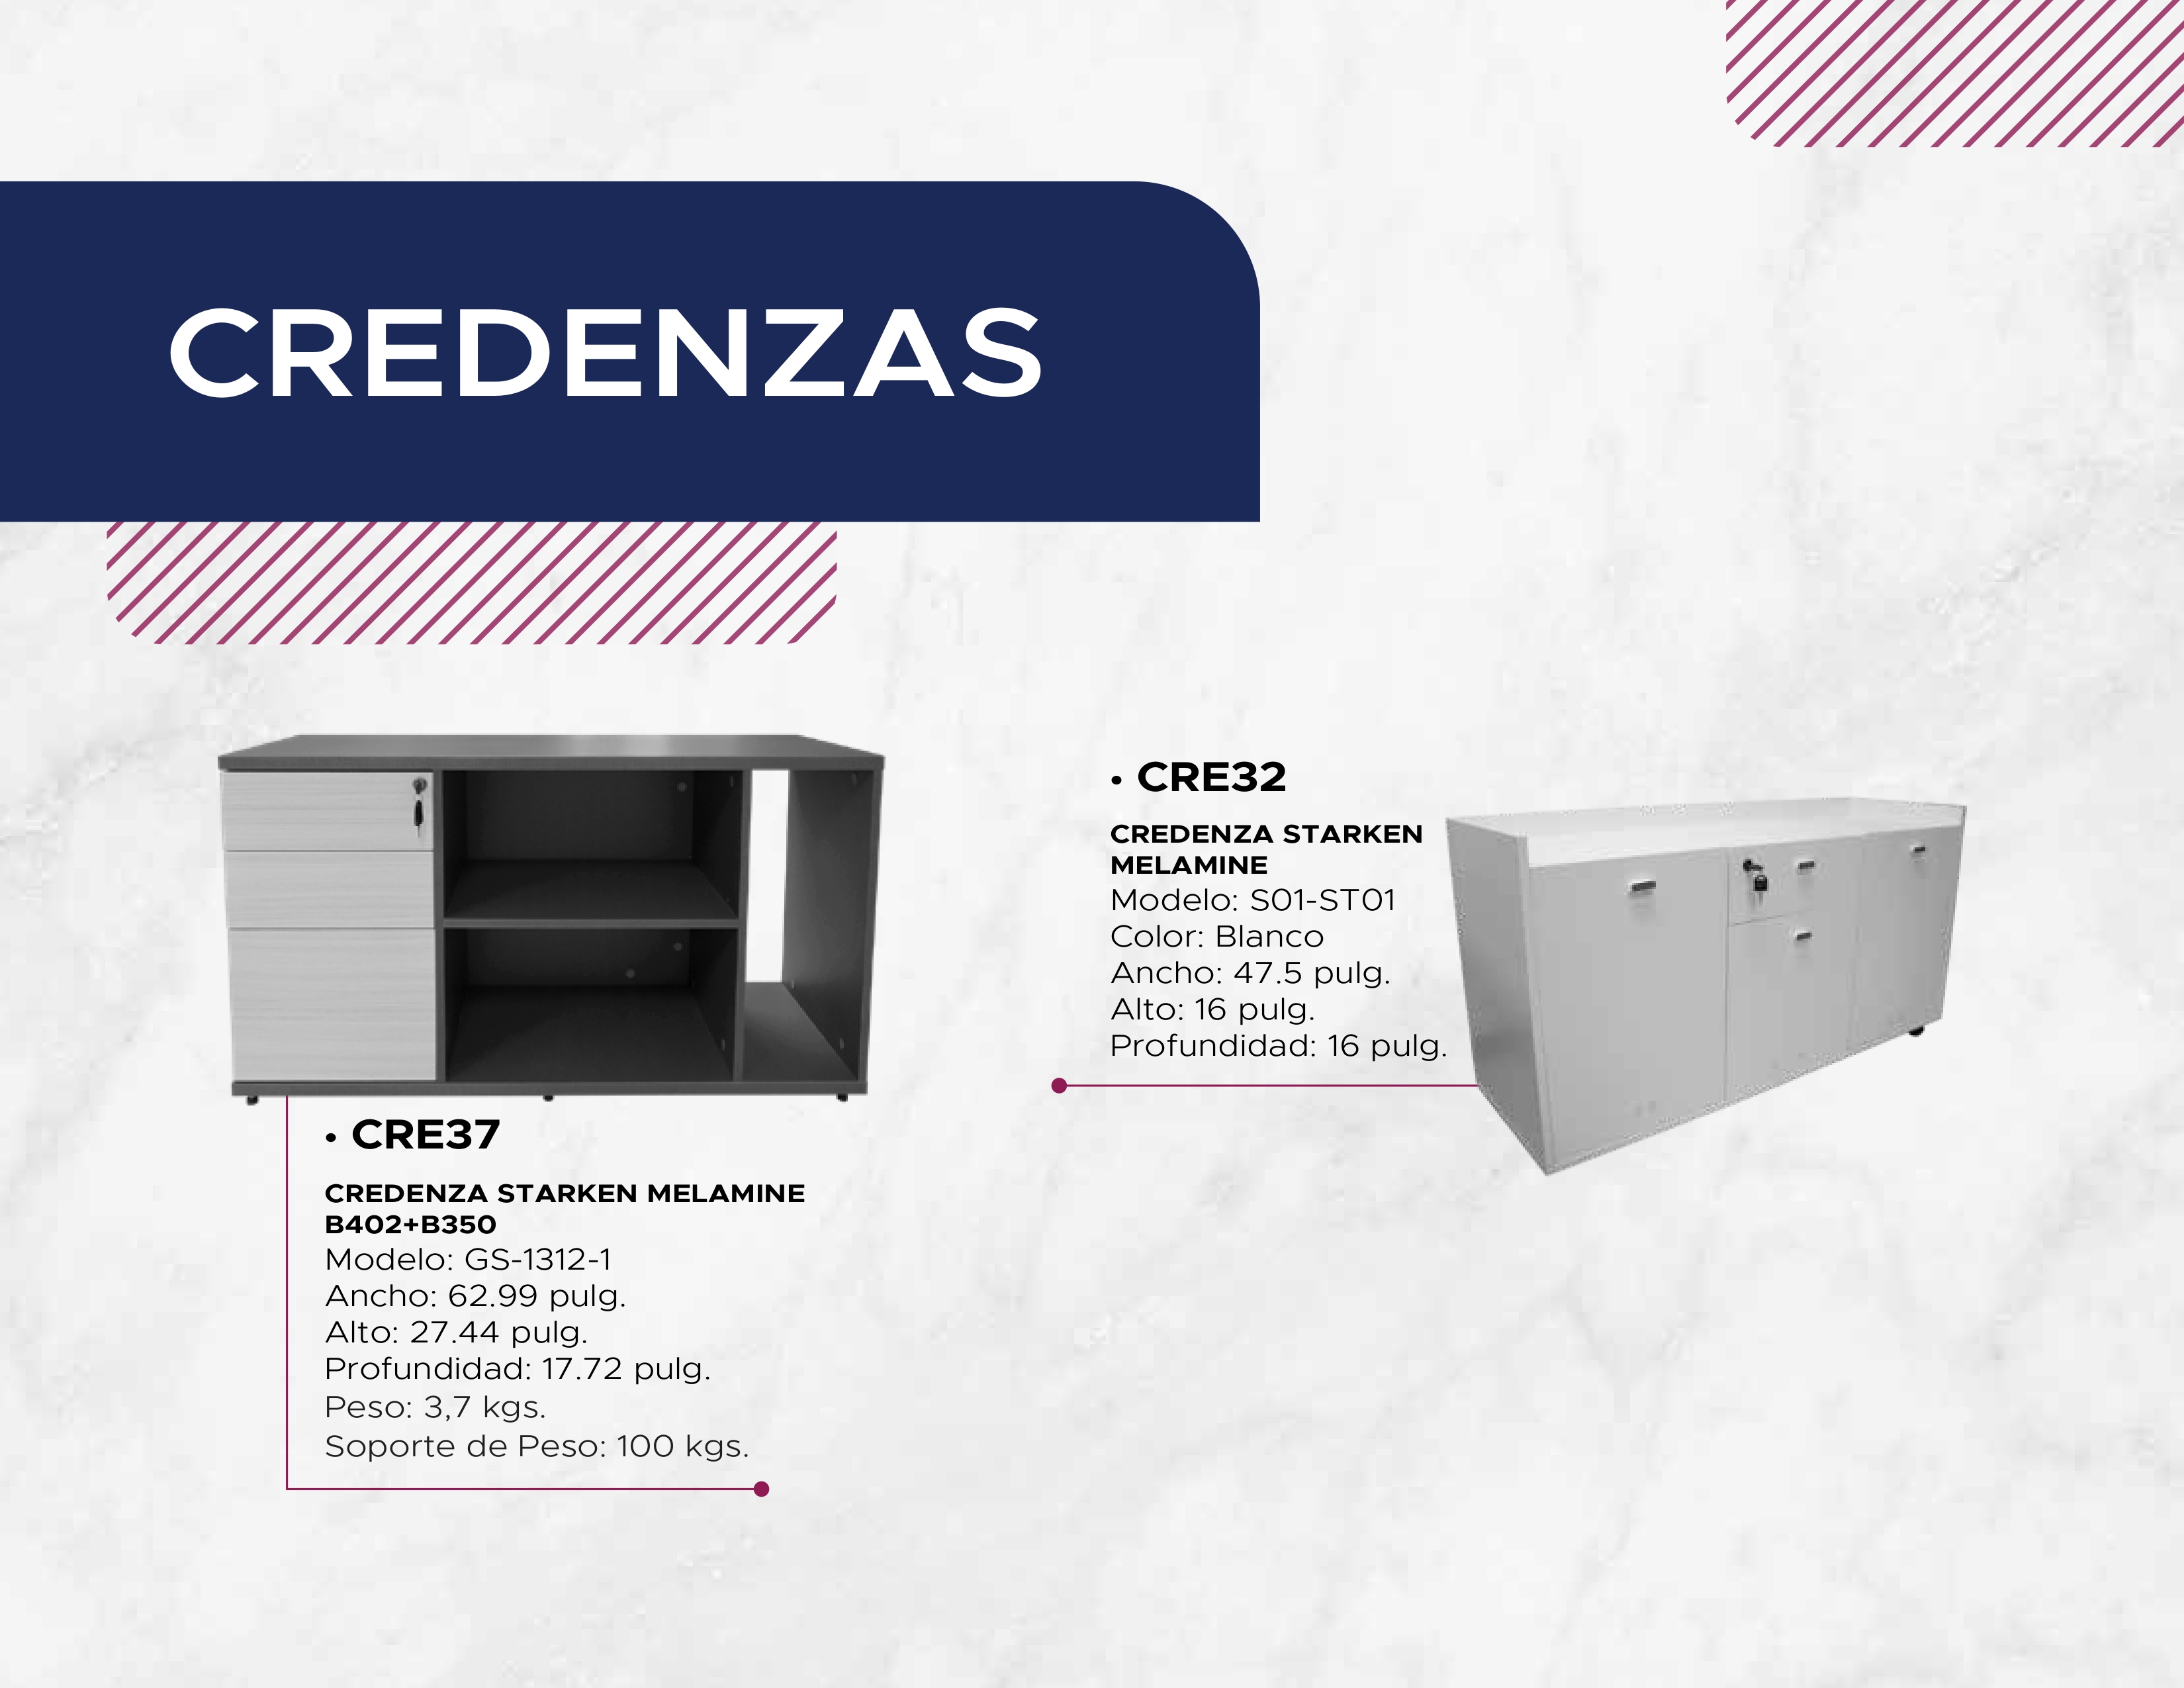 CREDENZAS
• CRE32
CREDENZA STARKEN
MELAMINE
Modelo: S01-ST01
Color: Blanco
Ancho: 47.5 pulg.
Alto: 16 pulg.
Profundidad: 16 pulg.
• CRE37
CREDENZA STARKEN MELAMINE
B402+B350
Modelo: GS-1312-1
Ancho: 62.99 pulg.
Alto: 27.44 pulg.
Profundidad: 17.72 pulg.
Peso: 3,7 kgs.
Soporte de Peso: 100 kgs.